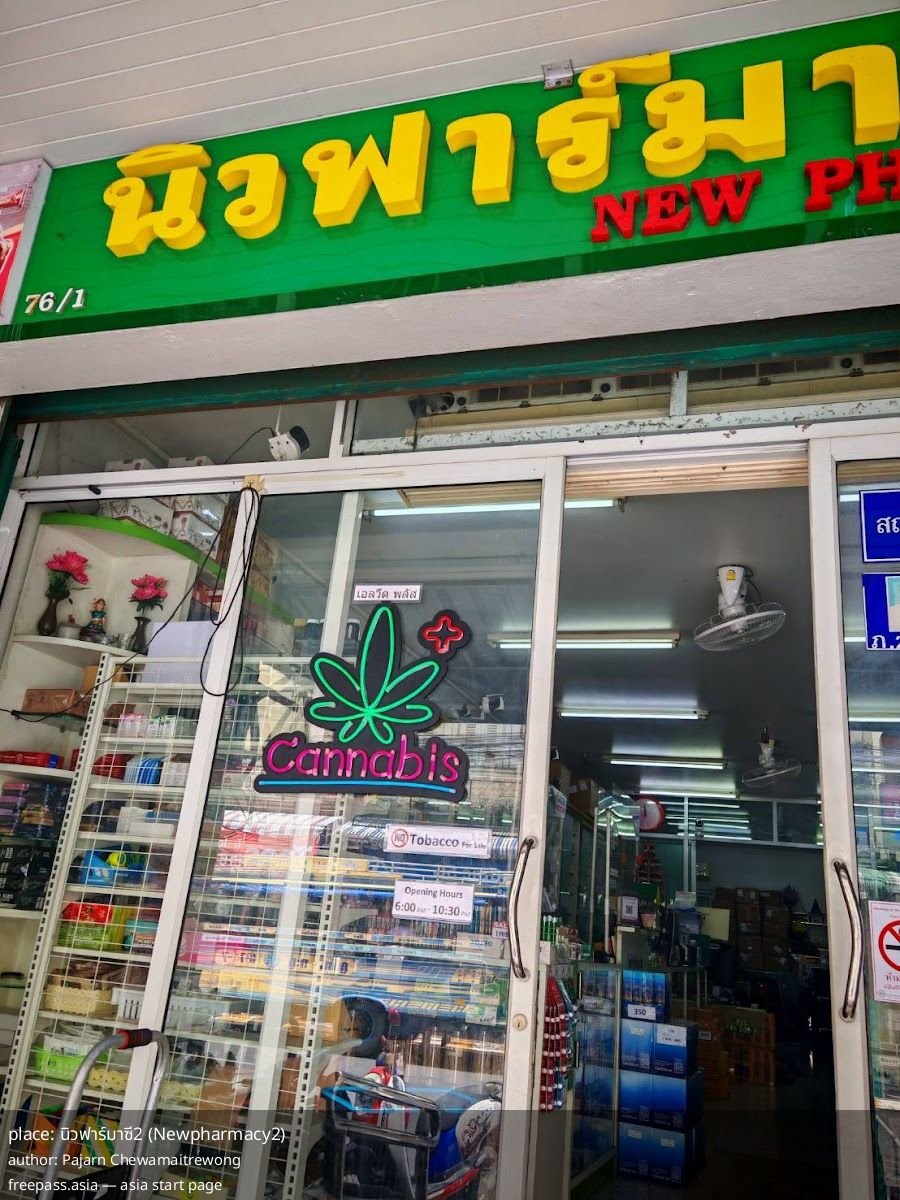 นิวฟาร์มา
NEW PH
76/1
เอลวีด พลัส
Cannabis
NO Tobacco For Sale
Opening Hours
6:00 AM - 10:30 PM
350
place: นิวฟาร์มาซี2 (Newpharmacy2)
author: Pajarn Chewamaitrewong
freepass.asia — asia start page